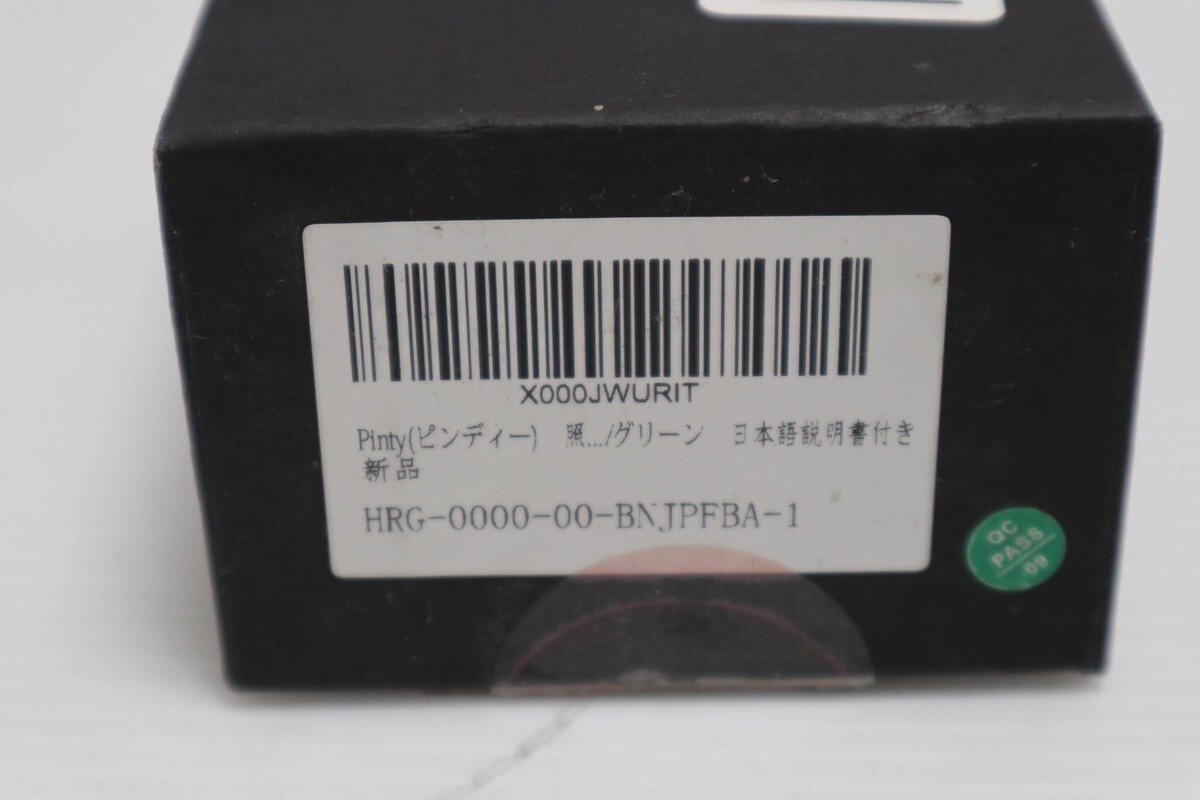 X000JWURIT
Pinty(ピンディー) 照.../グリーン 日本語説明書付き
新品
HRG-0000-00-BNJPFBA-1
QC
PASS
09